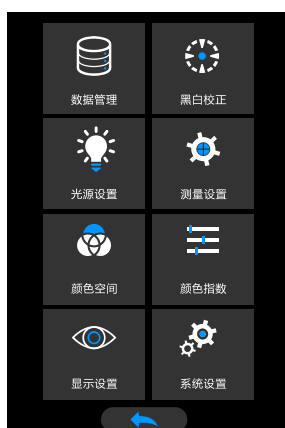 数据管理
黑白校正
光源设置
测量设置
颜色空间
颜色指数
显示设置
系统设置